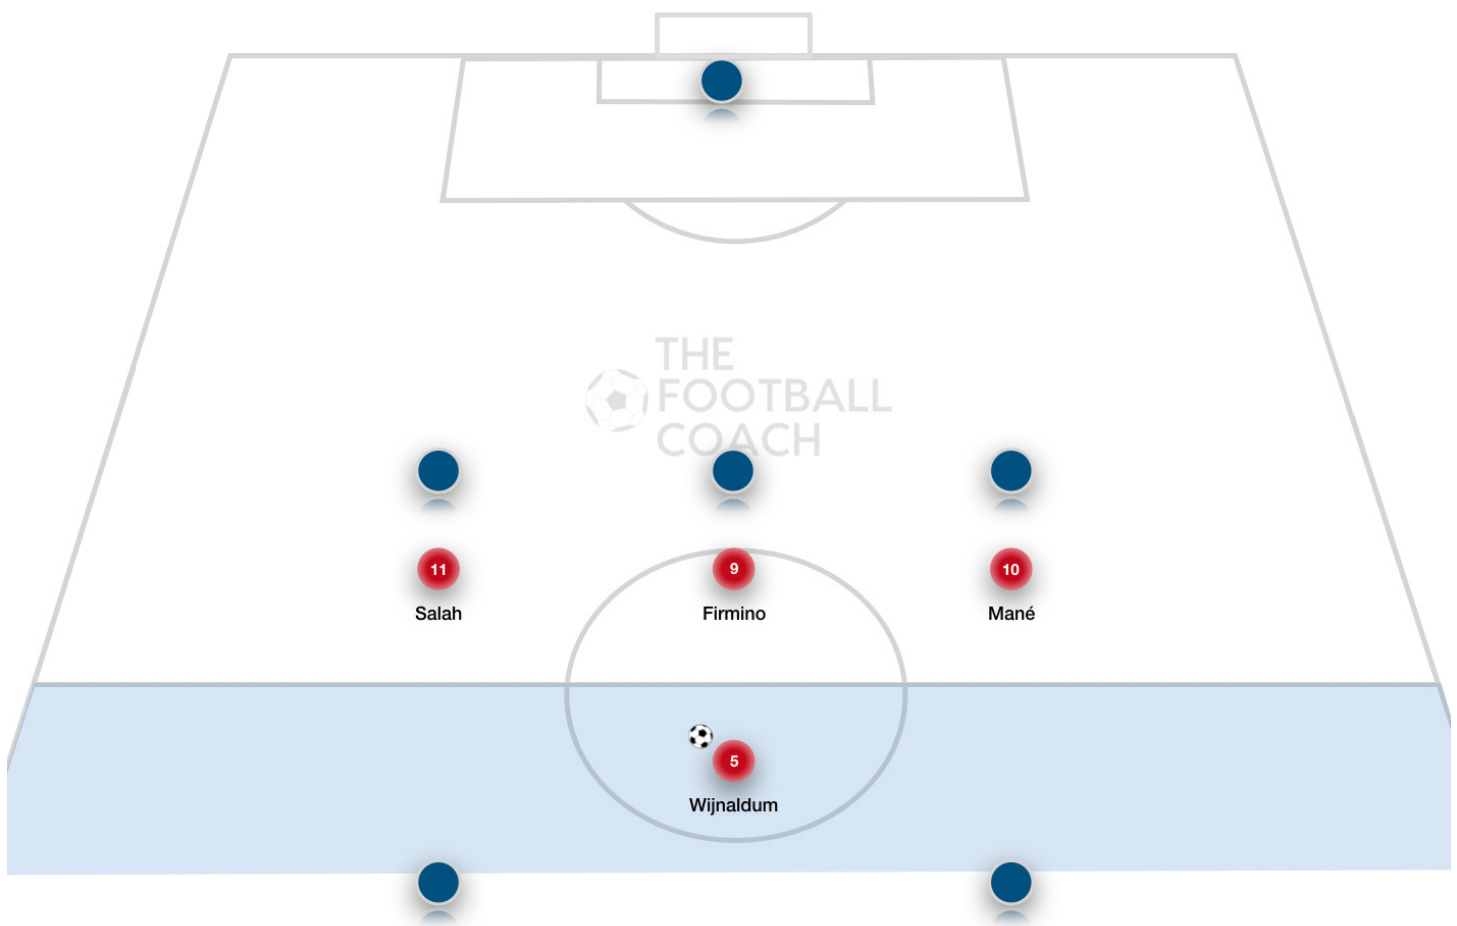 THE
FOOTBALL
COACH
11
9
10
Salah
Firmino
Mané
5
Wijnaldum